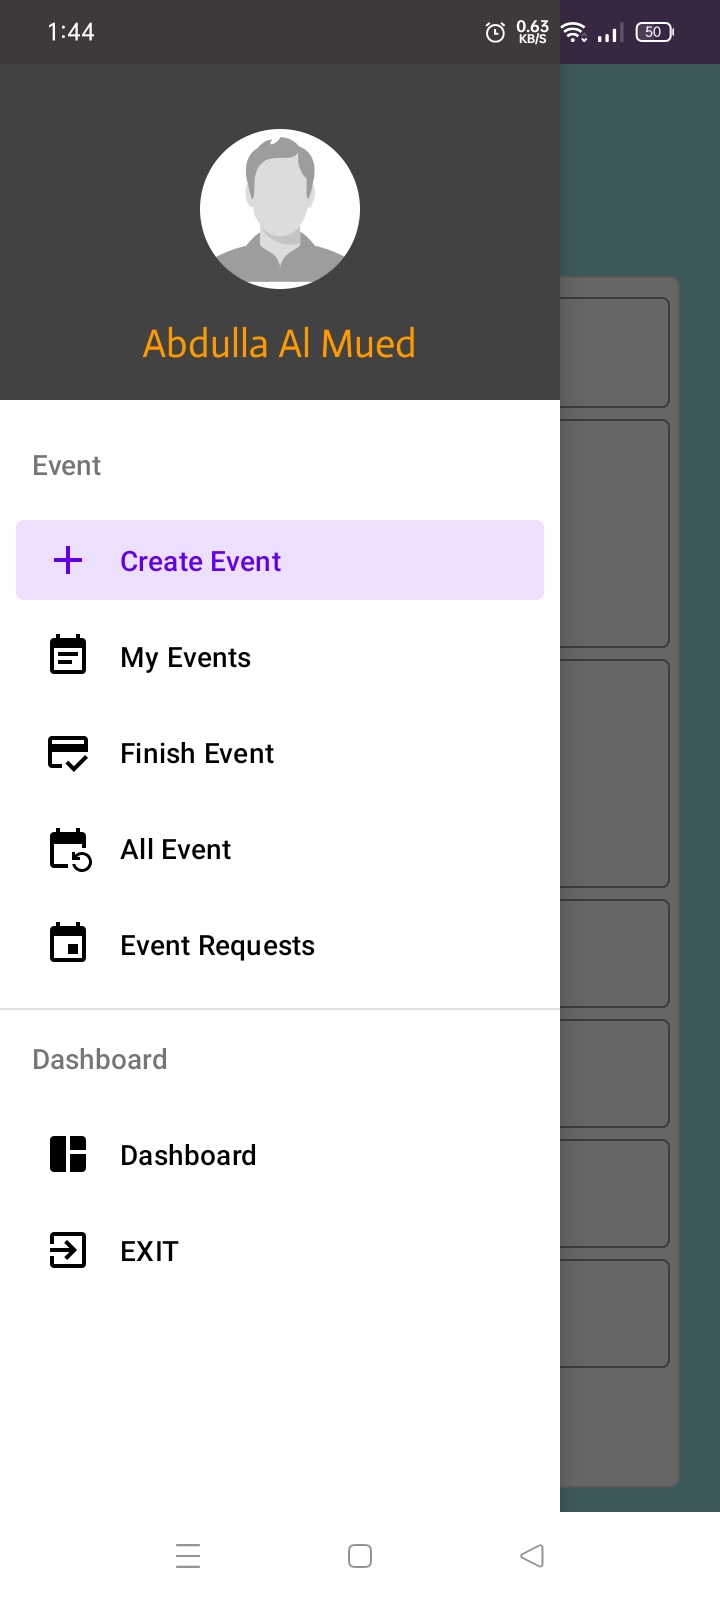 1:44
0.63
KB/S
50
Abdulla Al Mued
Event
Create Event
My Events
Finish Event
All Event
Event Requests
Dashboard
Dashboard
EXIT